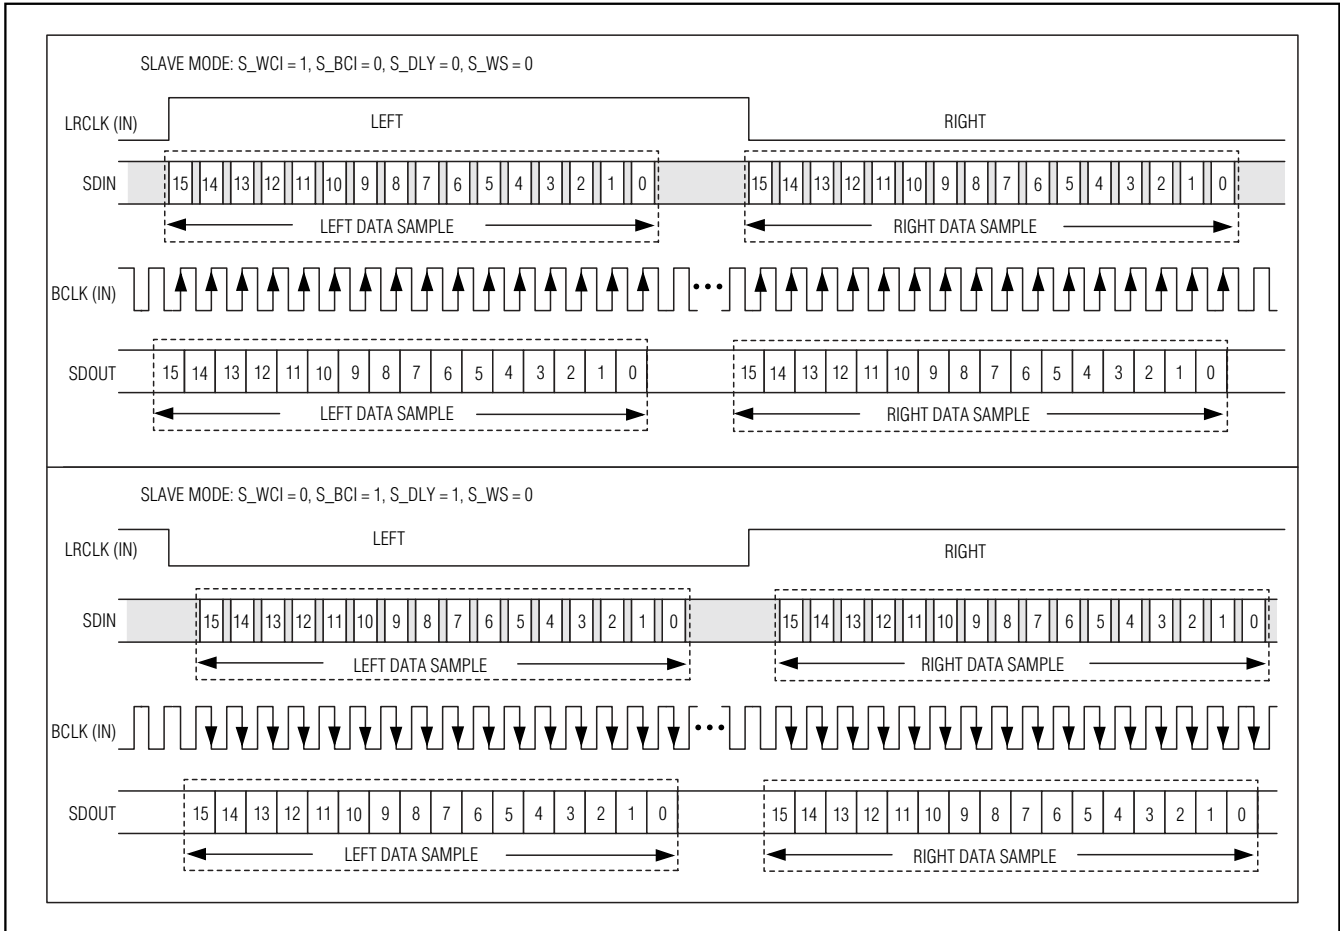 SLAVE MODE: S_WCI = 1, S_BCI = 0, S_DLY = 0, S_WS = 0
LRCLK (IN) LEFT RIGHT
SDIN 15 14 13 12 11 10 9 8 7 6 5 4 3 2 1 0 15 14 13 12 11 10 9 8 7 6 5 4 3 2 1 0
LEFT DATA SAMPLE RIGHT DATA SAMPLE
BCLK (IN)
SDOUT 15 14 13 12 11 10 9 8 7 6 5 4 3 2 1 0 15 14 13 12 11 10 9 8 7 6 5 4 3 2 1 0
LEFT DATA SAMPLE RIGHT DATA SAMPLE
SLAVE MODE: S_WCI = 0, S_BCI = 1, S_DLY = 1, S_WS = 0
LRCLK (IN) LEFT RIGHT
SDIN 15 14 13 12 11 10 9 8 7 6 5 4 3 2 1 0 15 14 13 12 11 10 9 8 7 6 5 4 3 2 1 0
LEFT DATA SAMPLE RIGHT DATA SAMPLE
BCLK (IN)
SDOUT 15 14 13 12 11 10 9 8 7 6 5 4 3 2 1 0 15 14 13 12 11 10 9 8 7 6 5 4 3 2 1 0
LEFT DATA SAMPLE RIGHT DATA SAMPLE